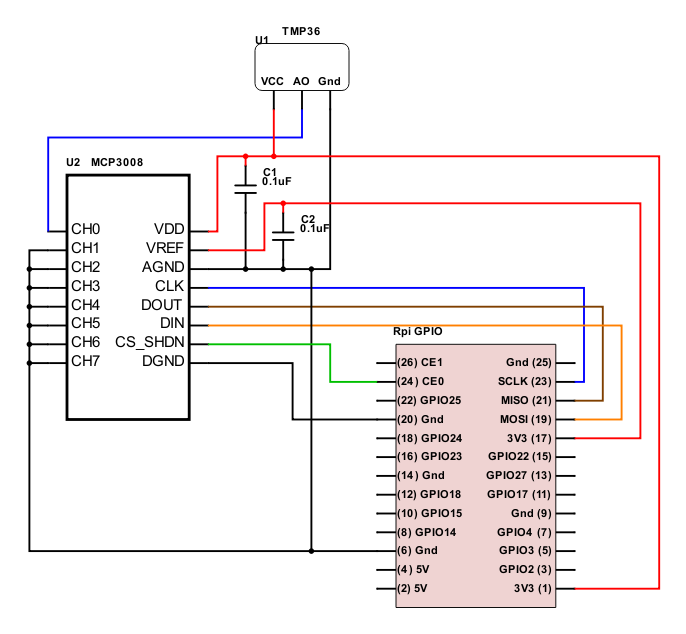 TMP36
U1
VCC AO Gnd
U2 MCP3008
C1
0.1uF
C2
0.1uF
CH0 VDD
CH1 VREF
CH2 AGND
CH3 CLK
CH4 DOUT
CH5 DIN
CH6 CS_SHDN
CH7 DGND
Rpi GPIO
(26) CE1 Gnd (25)
(24) CE0 SCLK (23)
(22) GPIO25 MISO (21)
(20) Gnd MOSI (19)
(18) GPIO24 3V3 (17)
(16) GPIO23 GPIO22 (15)
(14) Gnd GPIO27 (13)
(12) GPIO18 GPIO17 (11)
(10) GPIO15 Gnd (9)
(8) GPIO14 GPIO4 (7)
(6) Gnd GPIO3 (5)
(4) 5V GPIO2 (3)
(2) 5V 3V3 (1)